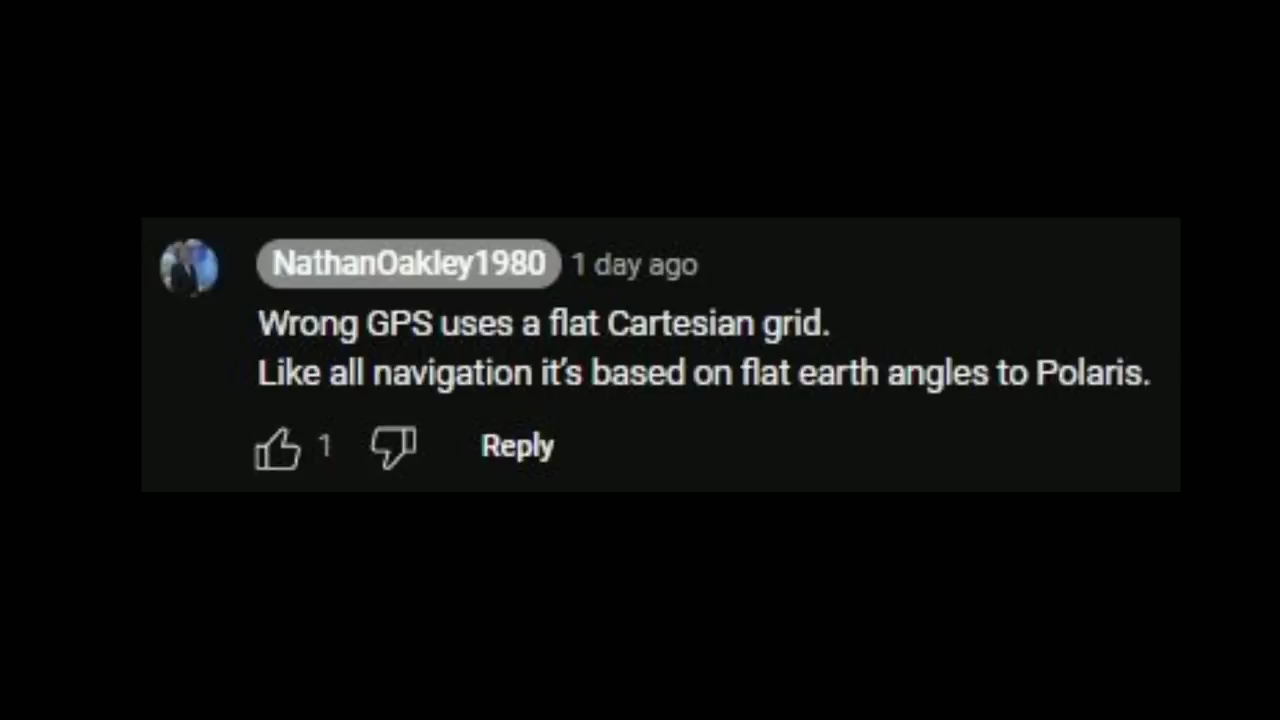 NathanOakley1980 1 day ago
Wrong GPS uses a flat Cartesian grid.
Like all navigation it's based on flat earth angles to Polaris.
1 Reply